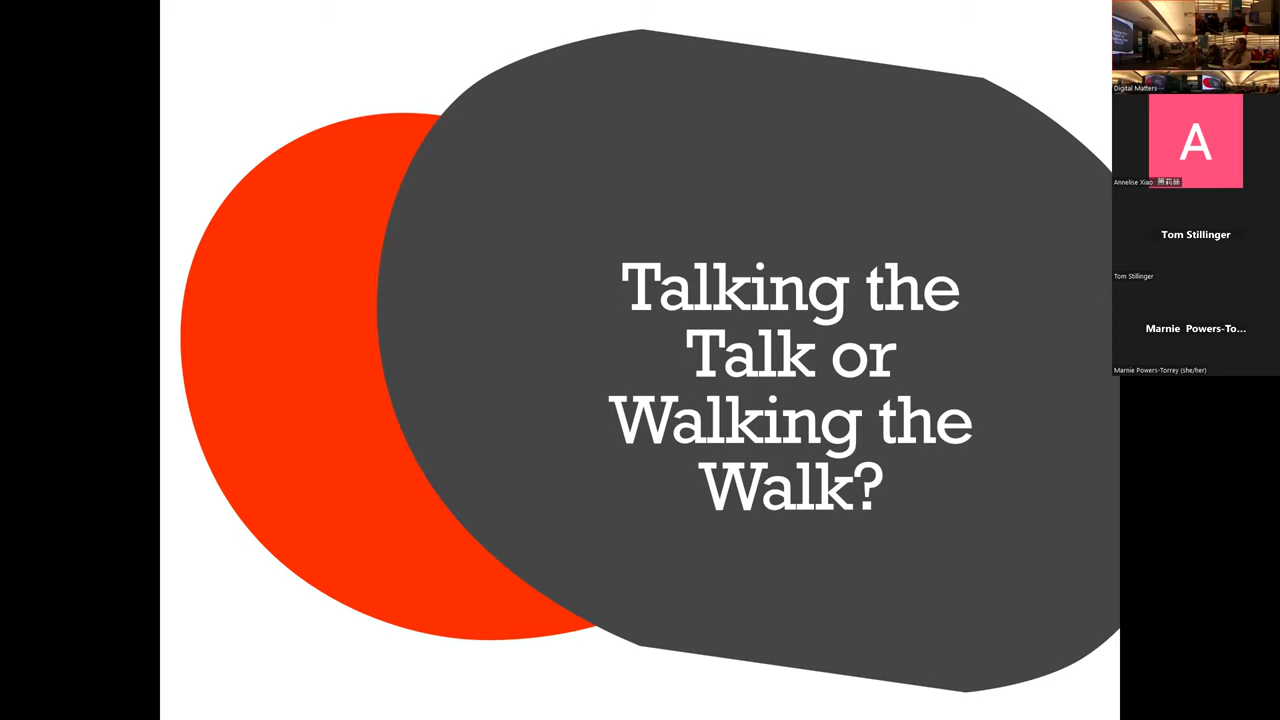 Talking the
Talk or
Walking the
Walk?
Digital Matters
A
Annelise Xiao
Tom Stillinger
Tom Stillinger
Marnie Powers-To...
Marnie Powers-Torrey (she/her)